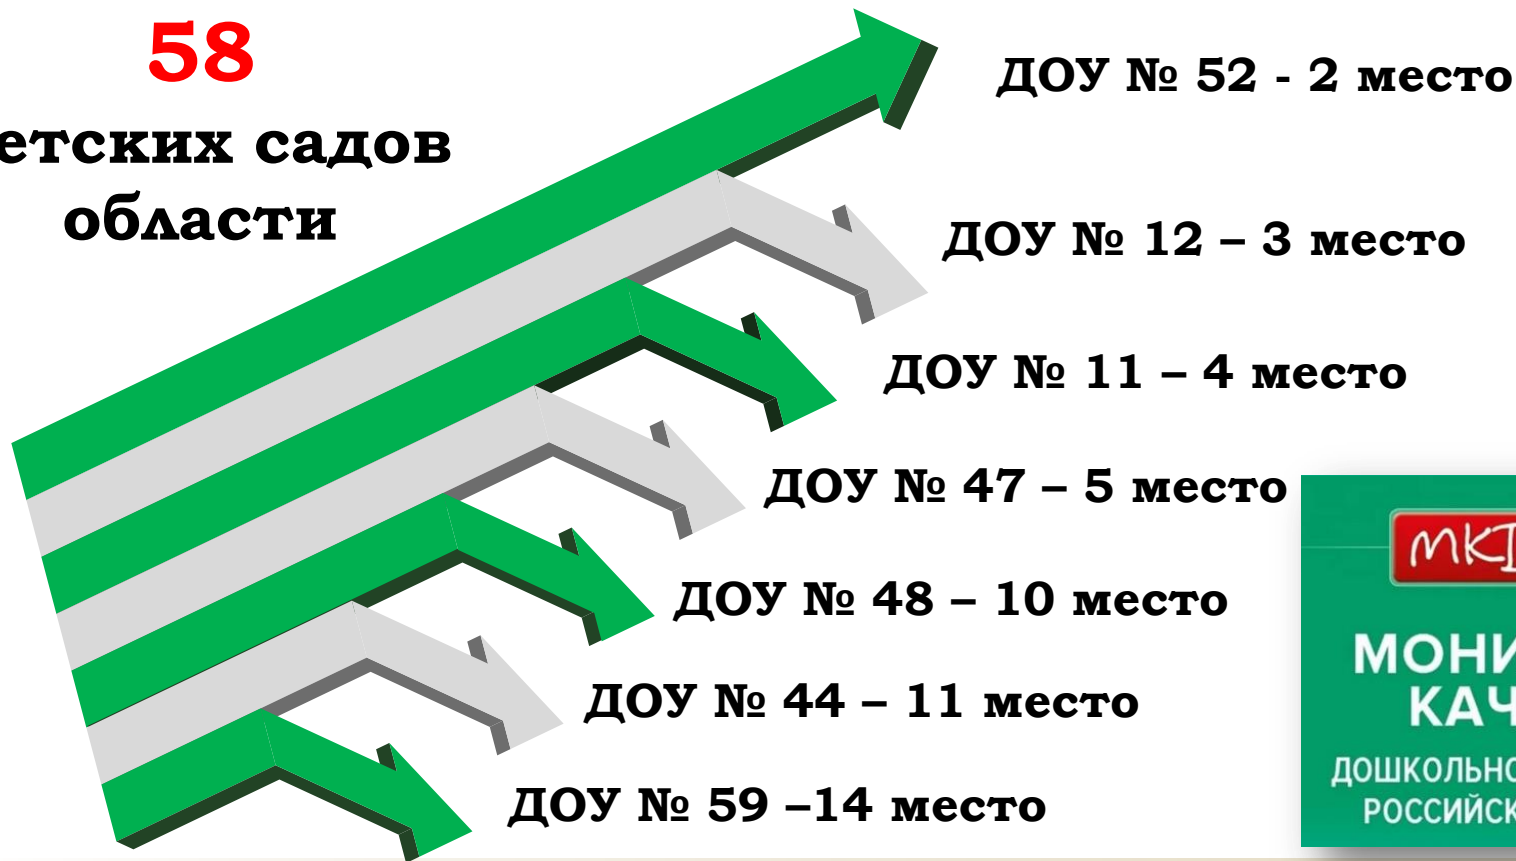 58
етских садов
области
ДОУ № 52 - 2 место
ДОУ № 12 – 3 место
ДОУ № 11 – 4 место
ДОУ № 47 – 5 место
ДОУ № 48 – 10 место
ДОУ № 44 – 11 место
ДОУ № 59 –14 место